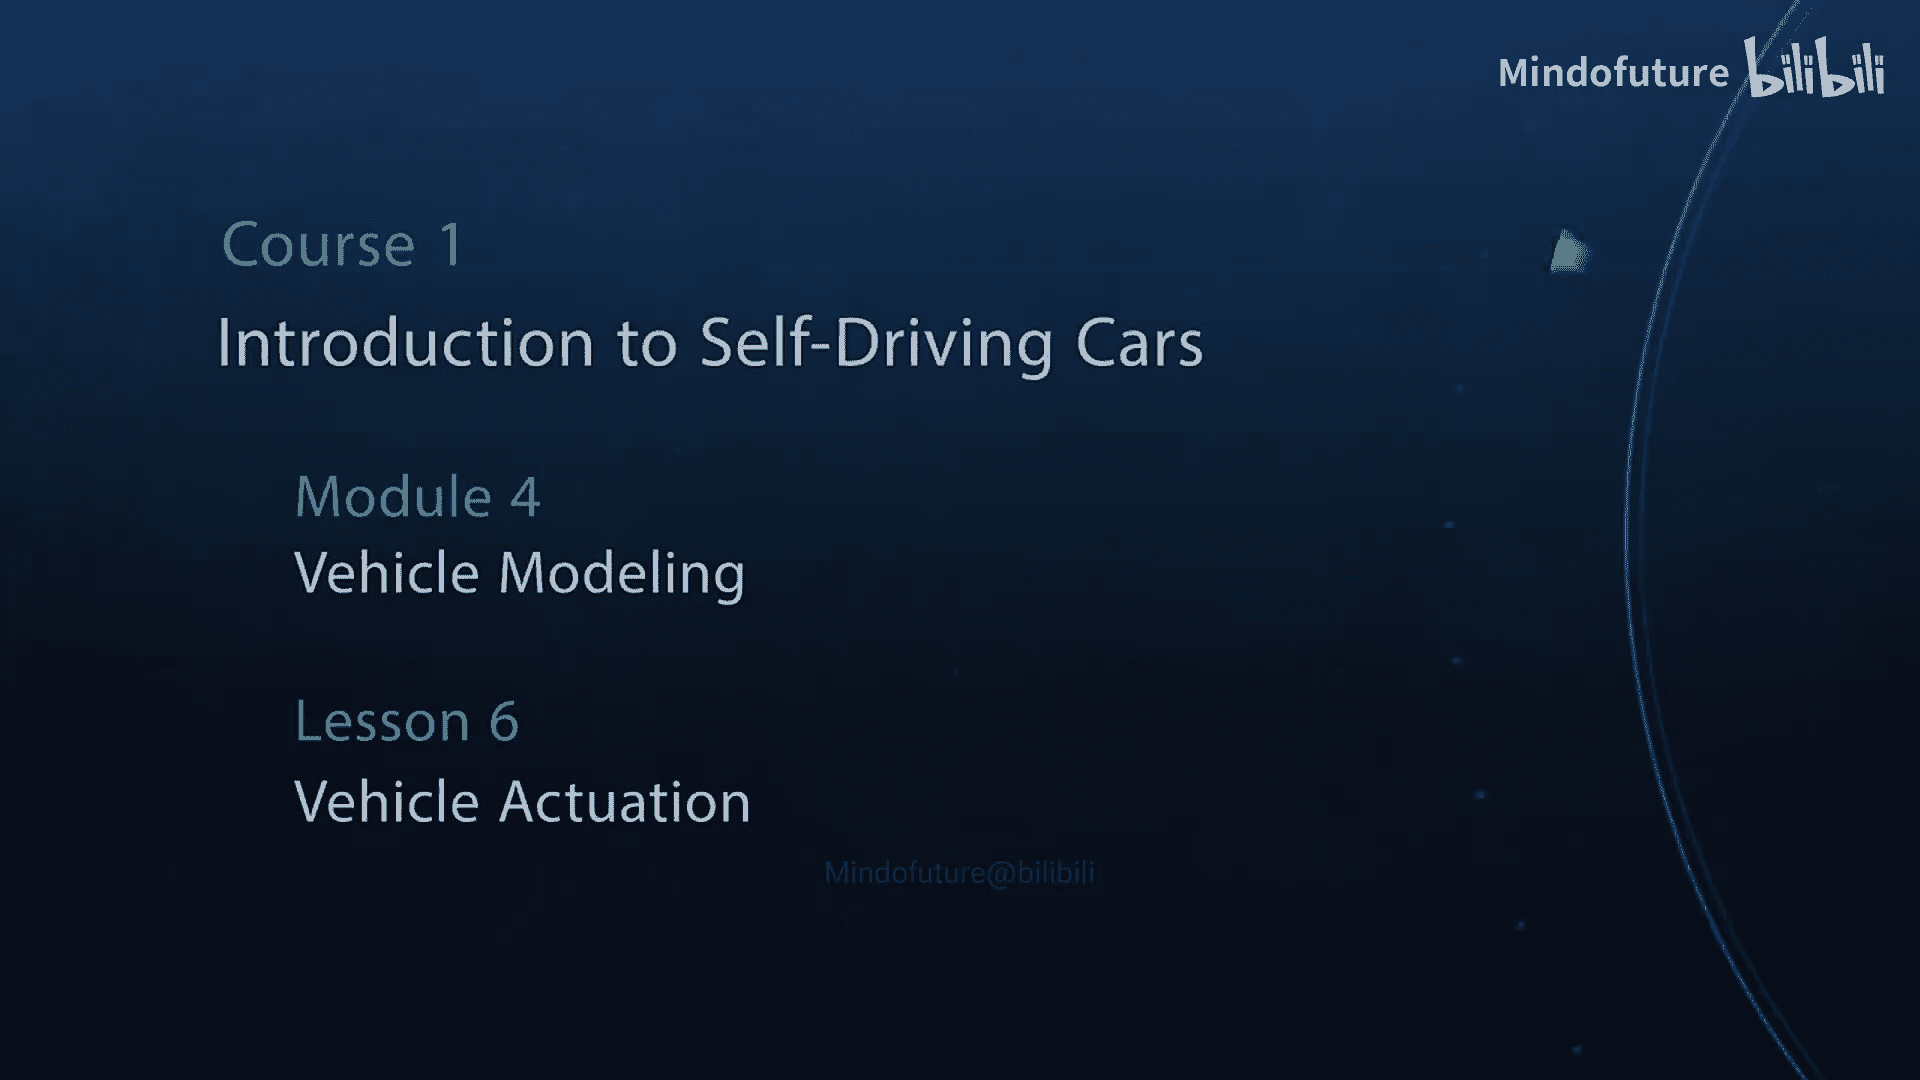 Mindofuture bilibili
Course 1
Introduction to Self-Driving Cars
Module 4
Vehicle Modeling
Lesson 6
Vehicle Actuation
Mindofuture@bilibili